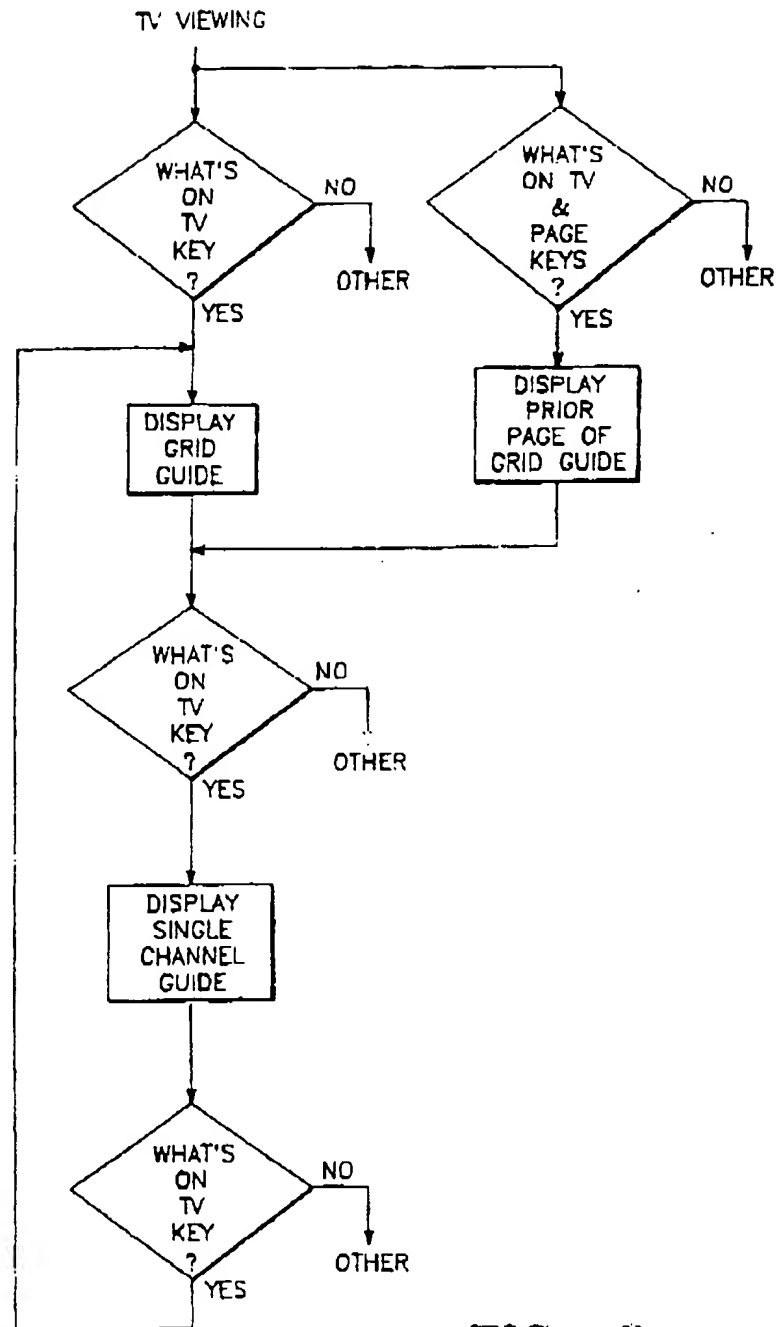 TV VIEWING
WHAT'S
ON
TV
KEY
?
NO
OTHER
YES
WHAT'S
ON TV
&
PAGE
KEYS
?
NO
OTHER
YES
DISPLAY
GRID
GUIDE
DISPLAY
PRIOR
PAGE OF
GRID GUIDE
WHAT'S
ON
TV
KEY
?
NO
OTHER
YES
DISPLAY
SINGLE
CHANNEL
GUIDE
WHAT'S
ON
TV
KEY
?
NO
OTHER
YES